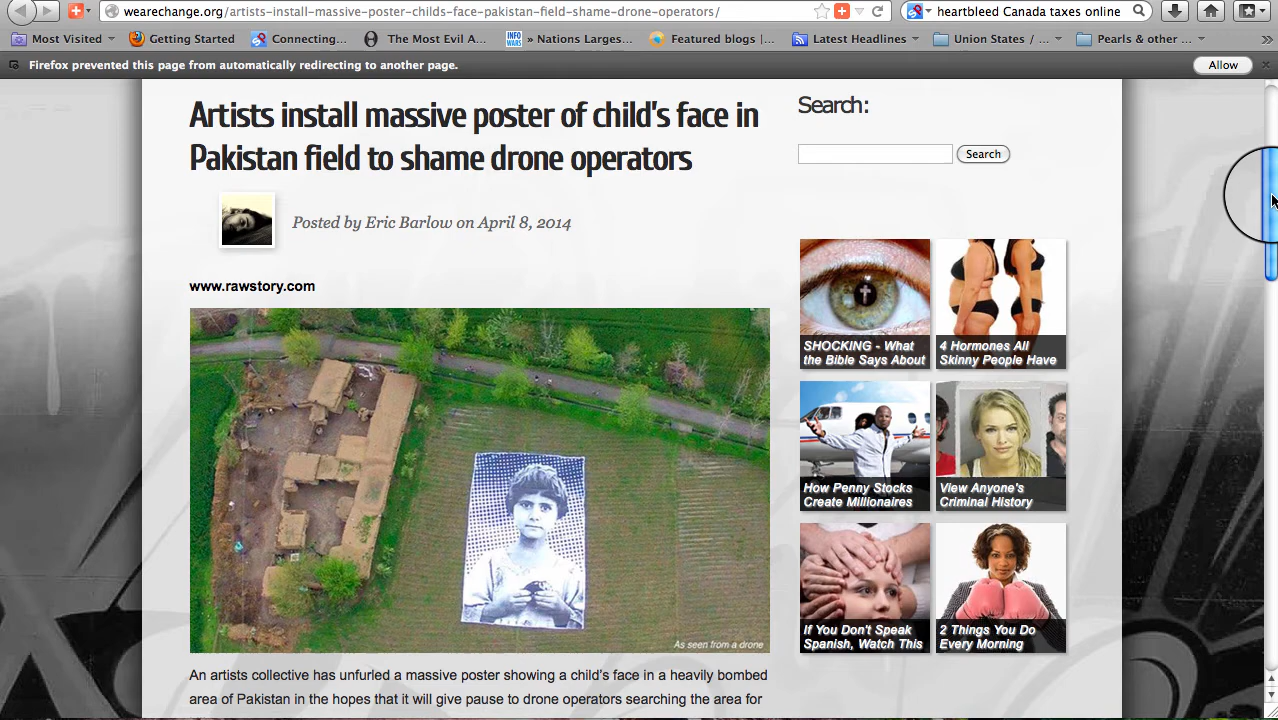 wearechange.org/artists-install-massive-poster-childs-face-pakistan-field-shame-drone-operators/
heartbleed Canada taxes online
Most Visited
Getting Started
Connecting...
The Most Evil A...
INFO WARS
» Nations Larges...
Featured blogs |...
Latest Headlines
Union States / ...
Pearls & other ...
Firefox prevented this page from automatically redirecting to another page.
Allow
Artists install massive poster of child's face in
Pakistan field to shame drone operators
Posted by Eric Barlow on April 8, 2014
www.rawstory.com
As seen from a drone
An artists collective has unfurled a massive poster showing a child's face in a heavily bombed
area of Pakistan in the hopes that it will give pause to drone operators searching the area for
Search:
Search
SHOCKING - What
the Bible Says About
4 Hormones All
Skinny People Have
How Penny Stocks
Create Millionaires
View Anyone's
Criminal History
If You Don't Speak
Spanish, Watch This
2 Things You Do
Every Morning